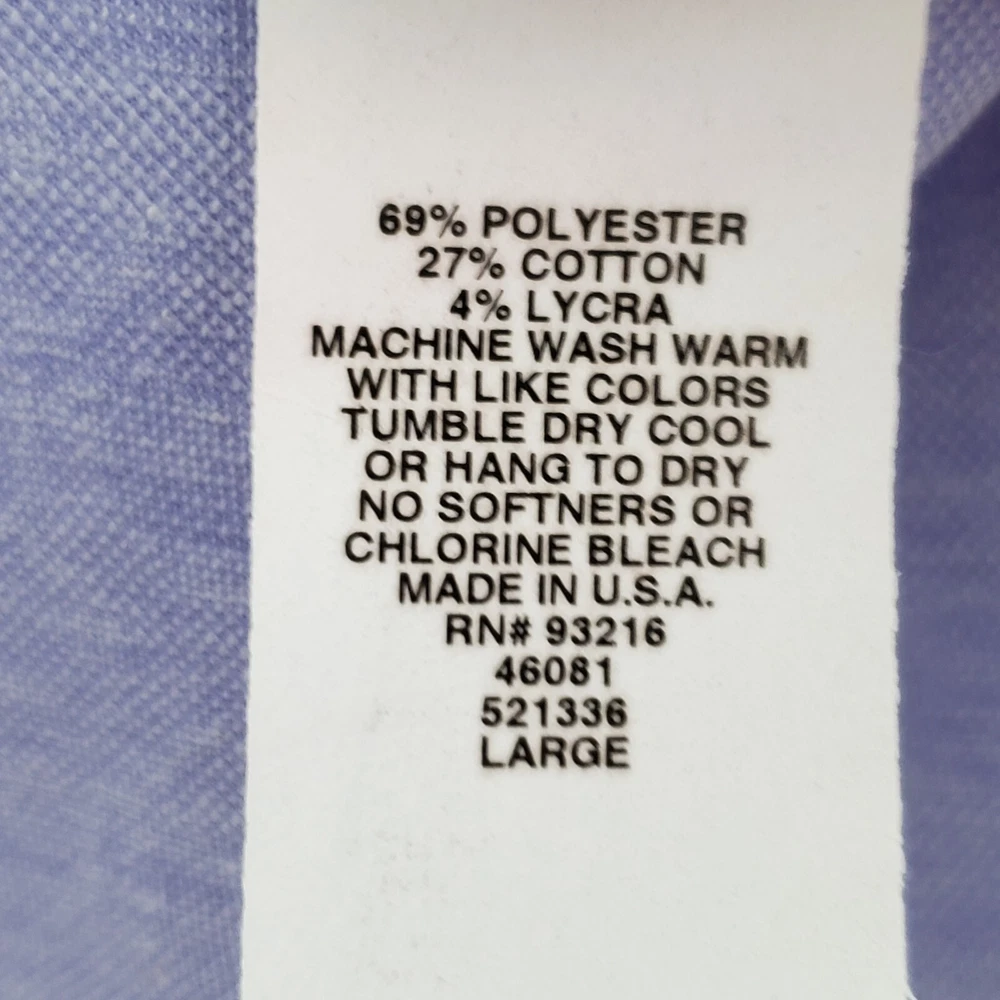 69% POLYESTER
27% COTTON
4% LYCRA
MACHINE WASH WARM
WITH LIKE COLORS
TUMBLE DRY COOL
OR HANG TO DRY
NO SOFTNERS OR
CHLORINE BLEACH
MADE IN U.S.A.
RN# 93216
46081
521336
LARGE